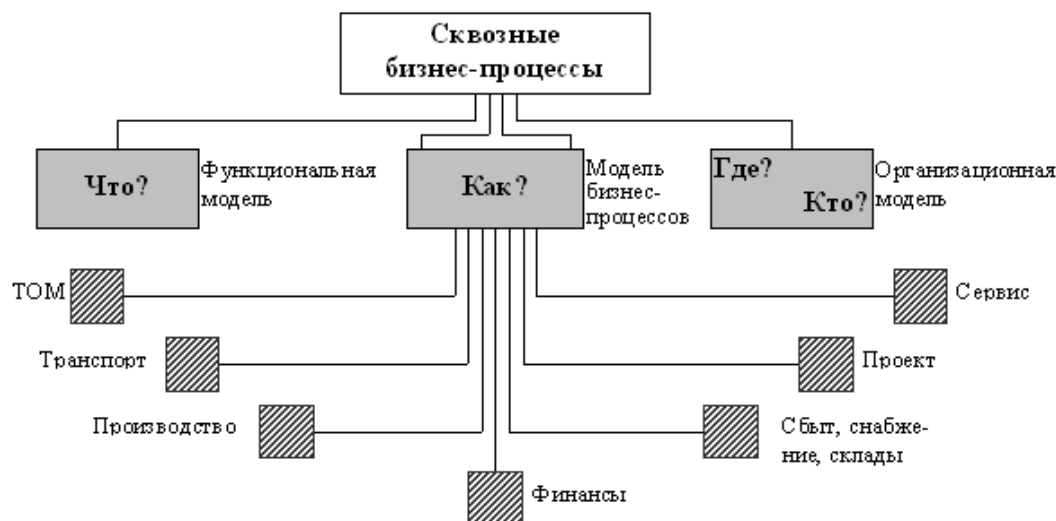 Сквозные
бизнес-процессы
Что?
Функциональная
модель
Как?
Модель
бизнес-
процессов
Где?
Кто?
Организационная
модель
ТОМ
Сервис
Транспорт
Проект
Производство
Сбыт, снабже-
ние, склады
Финансы